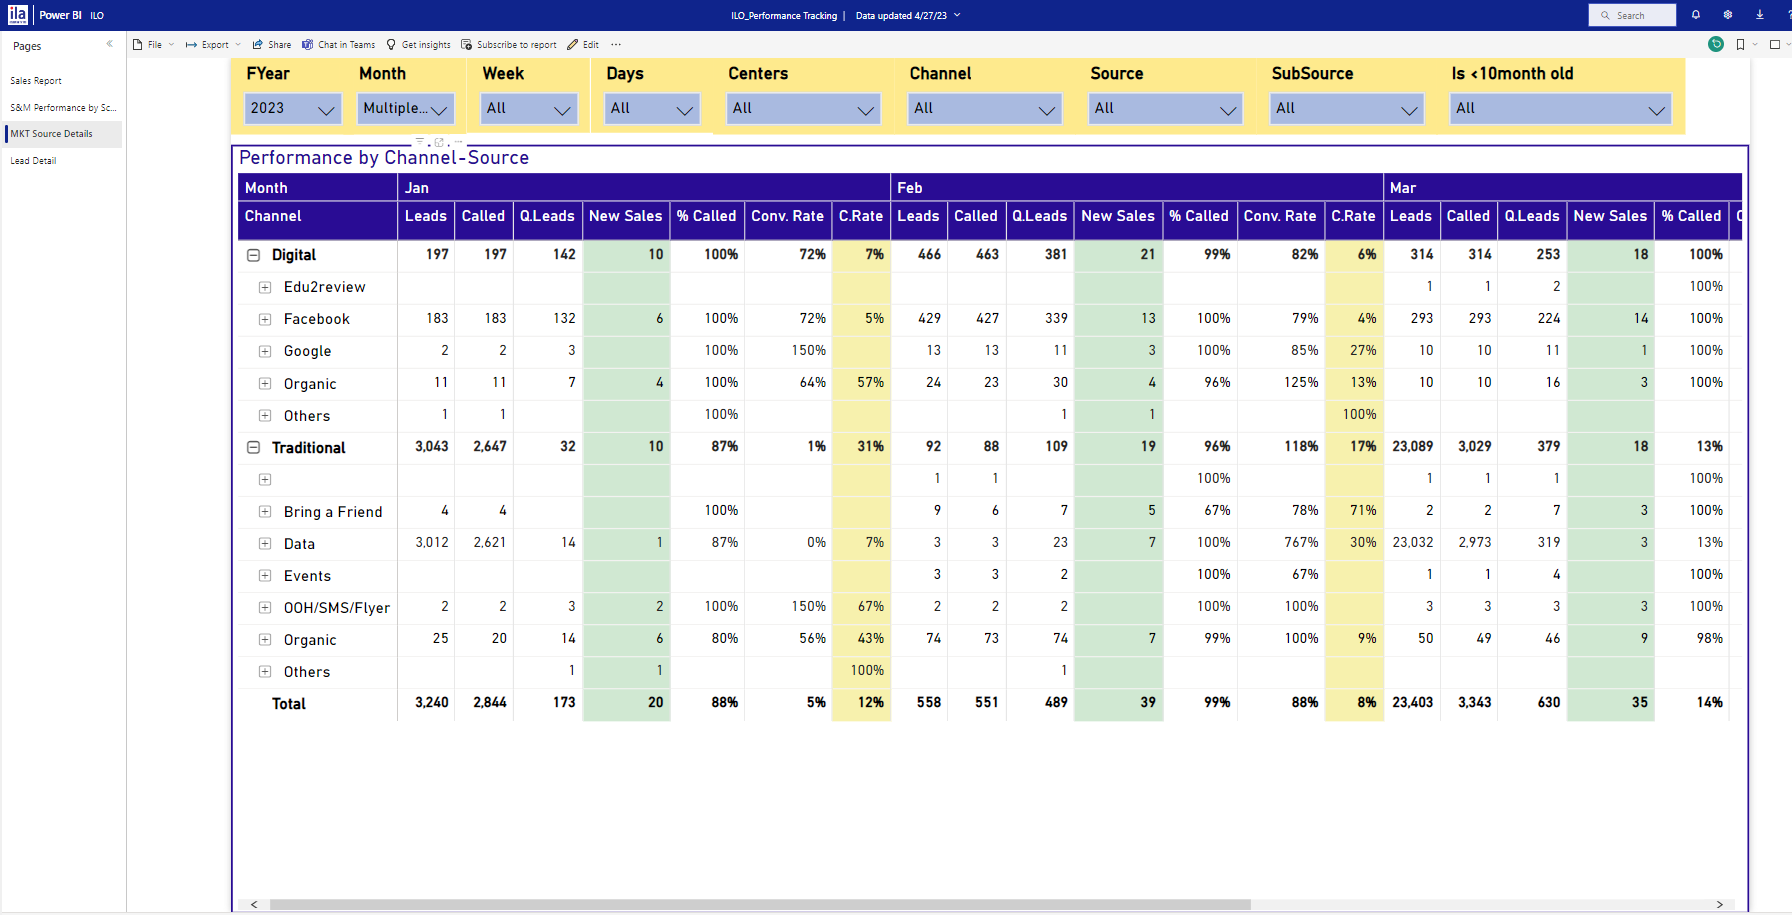 ila Power BI ILO ILO_Performance Tracking | Data updated 4/27/23 Search
Pages File Export Share Chat in Teams Get insights Subscribe to report Edit ...
Sales Report
S&M Performance by Sc...
MKT Source Details
Lead Detail
FYear Month Week Days Centers Channel Source SubSource Is <10month old
2023 Multiple... All All All All All All All
Performance by Channel-Source
Month Jan Feb Mar
Channel Leads Called Q.Leads New Sales % Called Conv. Rate C.Rate Leads Called Q.Leads New Sales % Called Conv. Rate C.Rate Leads Called Q.Leads New Sales % Called
Digital 197 197 142 10 100% 72% 7% 466 463 381 21 99% 82% 6% 314 314 253 18 100%
Edu2review 1 1 2 100%
Facebook 183 183 132 6 100% 72% 5% 429 427 339 13 100% 79% 4% 293 293 224 14 100%
Google 2 2 3 100% 150% 13 13 11 3 100% 85% 27% 10 10 11 1 100%
Organic 11 11 7 4 100% 64% 57% 24 23 30 4 96% 125% 13% 10 10 16 3 100%
Others 1 1 100% 1 1 100%
Traditional 3,043 2,647 32 10 87% 1% 31% 92 88 109 19 96% 118% 17% 23,089 3,029 379 18 13%
1 1 100% 1 1 1 100%
Bring a Friend 4 4 100% 9 6 7 5 67% 78% 71% 2 2 7 3 100%
Data 3,012 2,621 14 1 87% 0% 7% 3 3 23 7 100% 767% 30% 23,032 2,973 319 3 13%
Events 3 3 2 100% 67% 1 1 4 100%
OOH/SMS/Flyer 2 2 3 2 100% 150% 67% 2 2 2 100% 100% 3 3 3 3 100%
Organic 25 20 14 6 80% 56% 43% 74 73 74 7 99% 100% 9% 50 49 46 9 98%
Others 1 1 100% 1
Total 3,240 2,844 173 20 88% 5% 12% 558 551 489 39 99% 88% 8% 23,403 3,343 630 35 14%